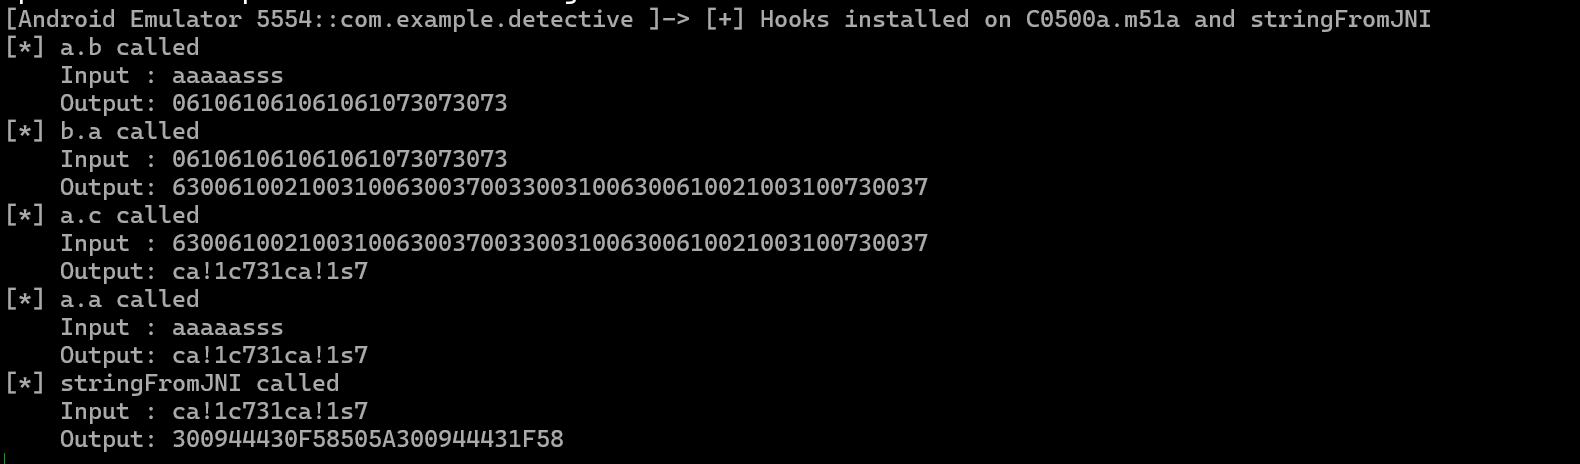 [Android Emulator 5554::com.example.detective ]-> [+] Hooks installed on C0500a.m51a and stringFromJNI
[*] a.b called
    Input : aaaaasss
    Output: 061061061061061073073073
[*] b.a called
    Input : 061061061061061073073073
    Output: 630061002100310063003700330031006300610021003100730037
[*] a.c called
    Input : 630061002100310063003700330031006300610021003100730037
    Output: ca!1c731ca!1s7
[*] a.a called
    Input : aaaaasss
    Output: ca!1c731ca!1s7
[*] stringFromJNI called
    Input : ca!1c731ca!1s7
    Output: 300944430F58505A300944431F58